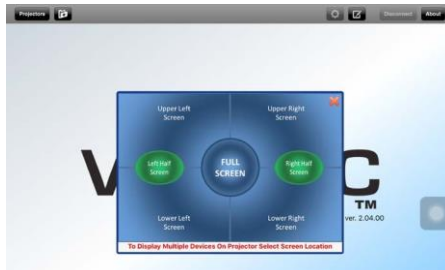 Projectors
Disconnect
About
Upper Left
Screen
Upper Right
Screen
Left Half
Screen
FULL
SCREEN
Right Half
Screen
TM
ver. 2.04.00
Lower Left
Screen
Lower Right
Screen
To Display Multiple Devices On Projector Select Screen Location